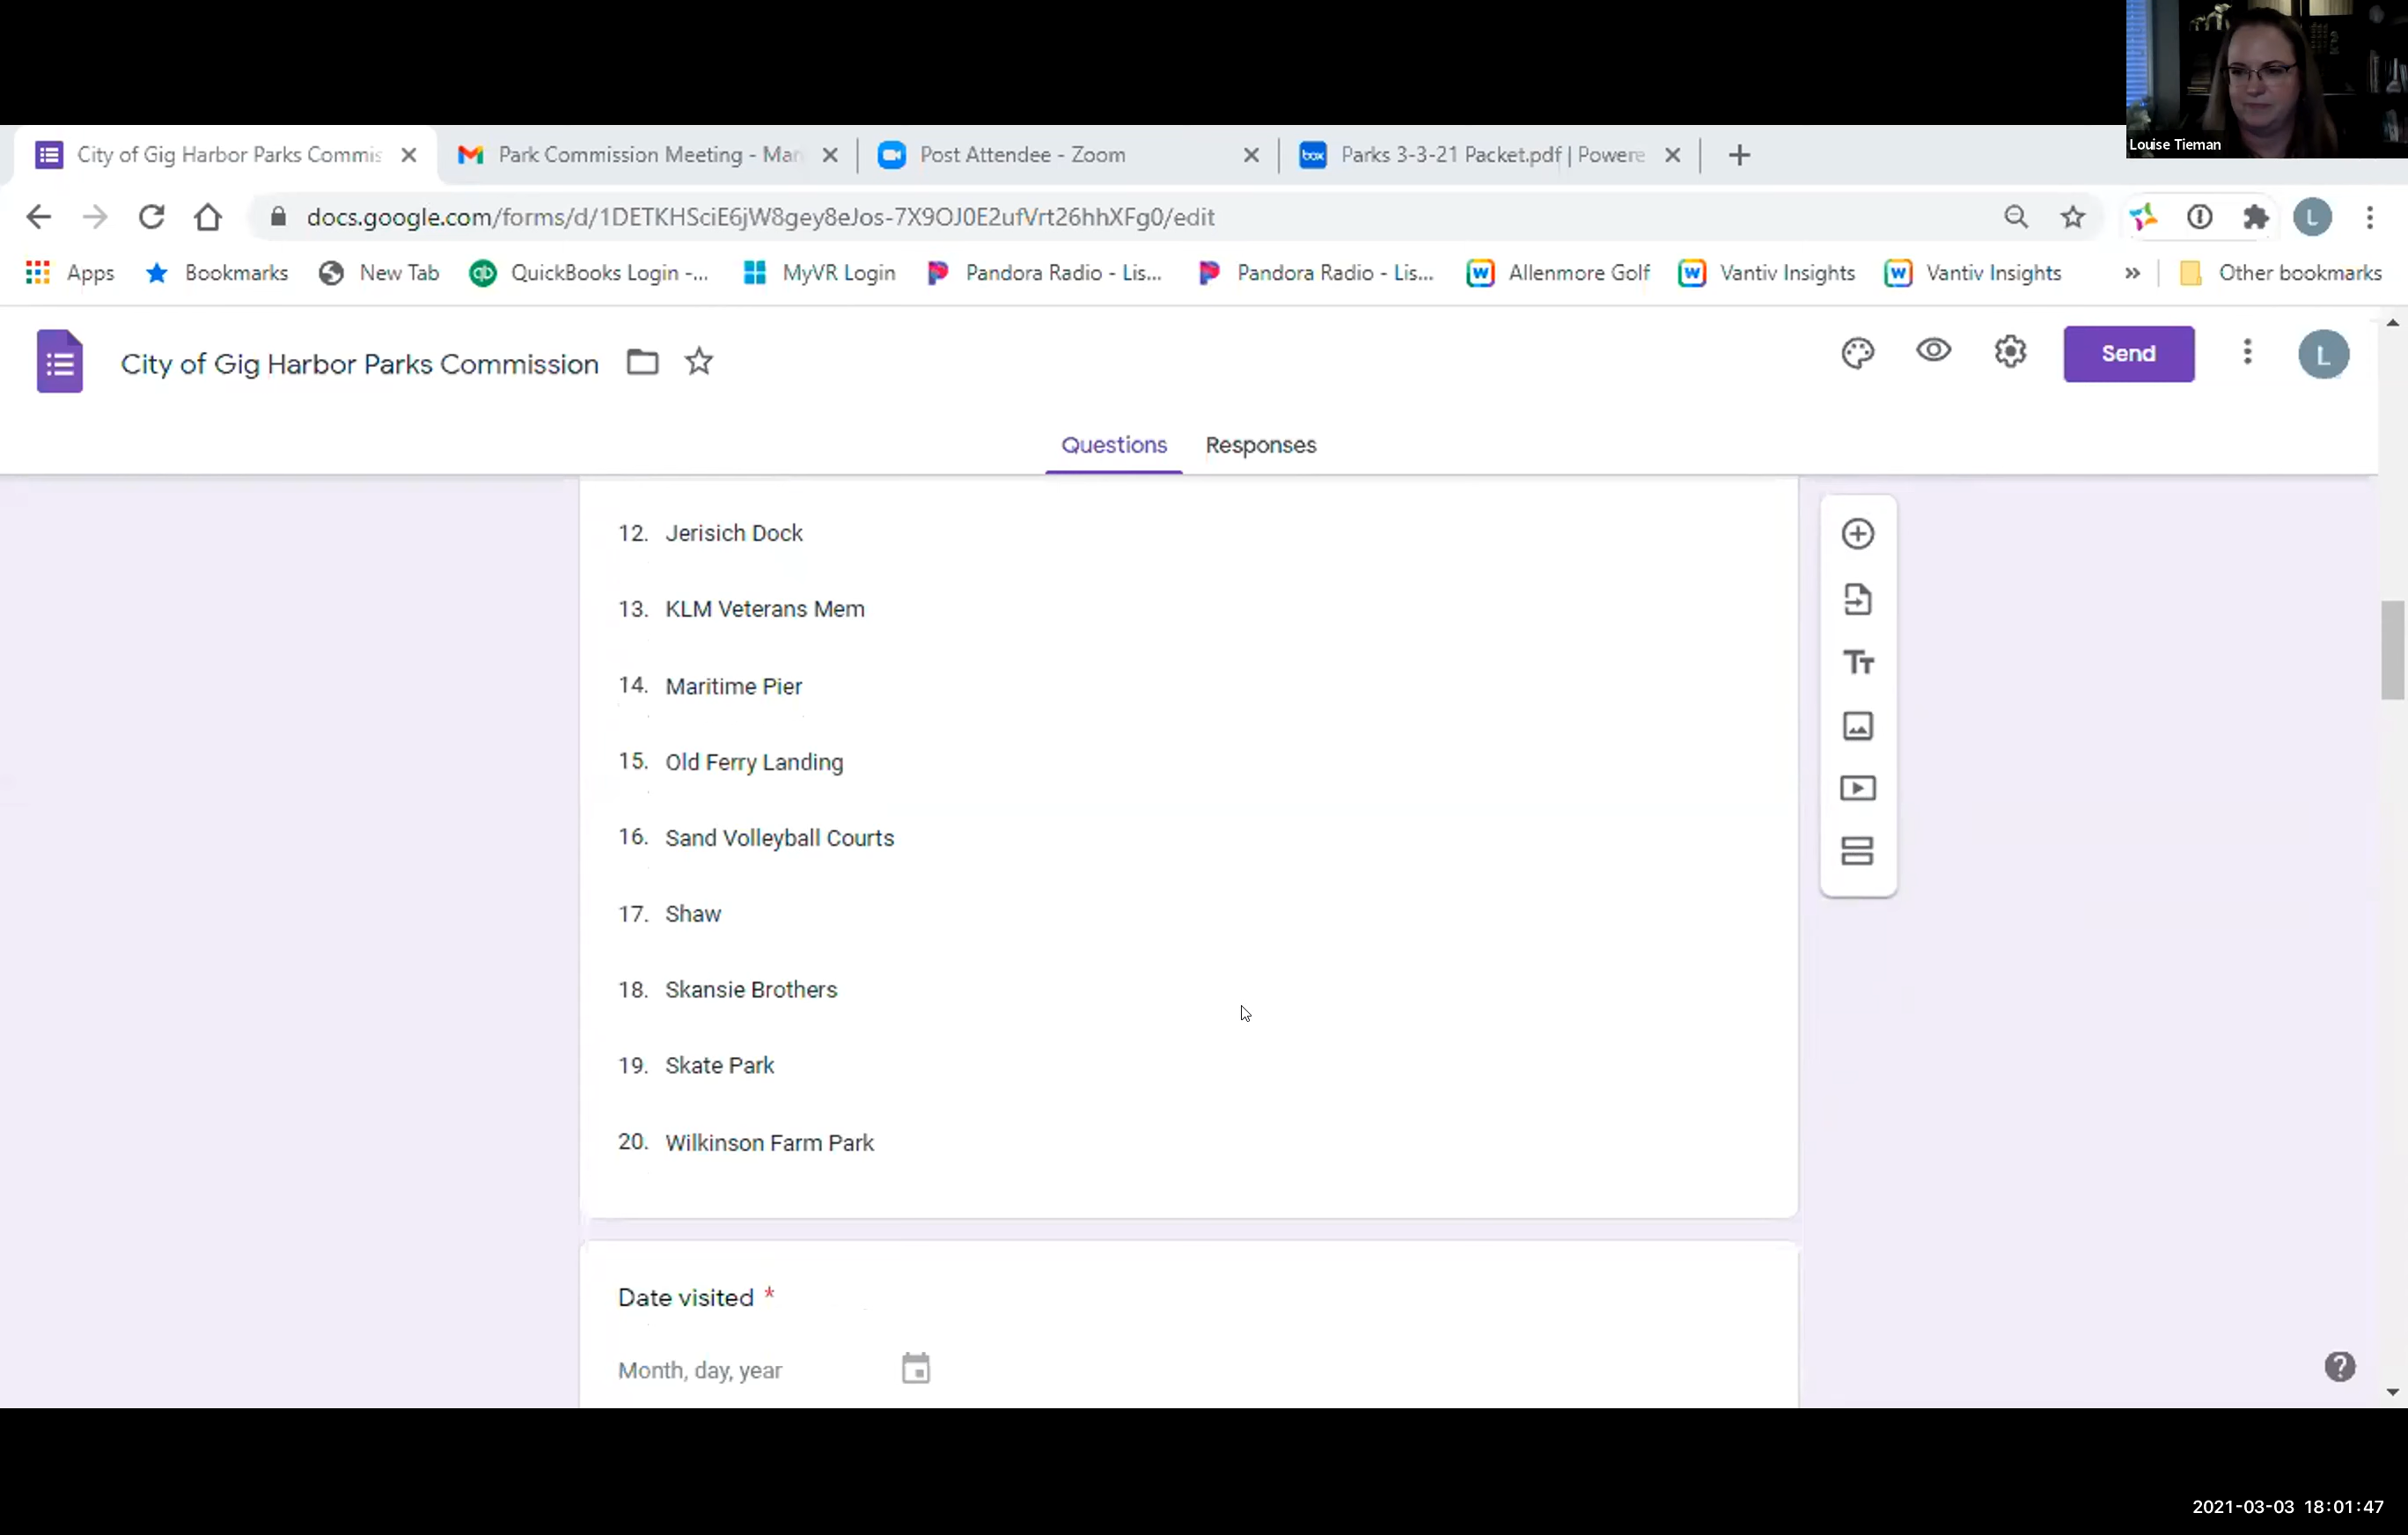 Louise Tieman
City of Gig Harbor Parks Commis
Park Commission Meeting - Mar
Post Attendee - Zoom
box
Parks 3-3-21 Packet.pdf | Powere
docs.google.com/forms/d/1DETKHSciE6jW8gey8eJos-7X9OJ0E2ufVrt26hhXFg0/edit
L
Apps
Bookmarks
New Tab
qb
QuickBooks Login -...
MyVR Login
Pandora Radio - Lis...
Pandora Radio - Lis...
W
Allenmore Golf
W
Vantiv Insights
W
Vantiv Insights
»
Other bookmarks
City of Gig Harbor Parks Commission
Send
L
Questions
Responses
12. Jerisich Dock
13. KLM Veterans Mem
14. Maritime Pier
15. Old Ferry Landing
16. Sand Volleyball Courts
17. Shaw
18. Skansie Brothers
19. Skate Park
20. Wilkinson Farm Park
Date visited *
Month, day, year
2021-03-03 18:01:47